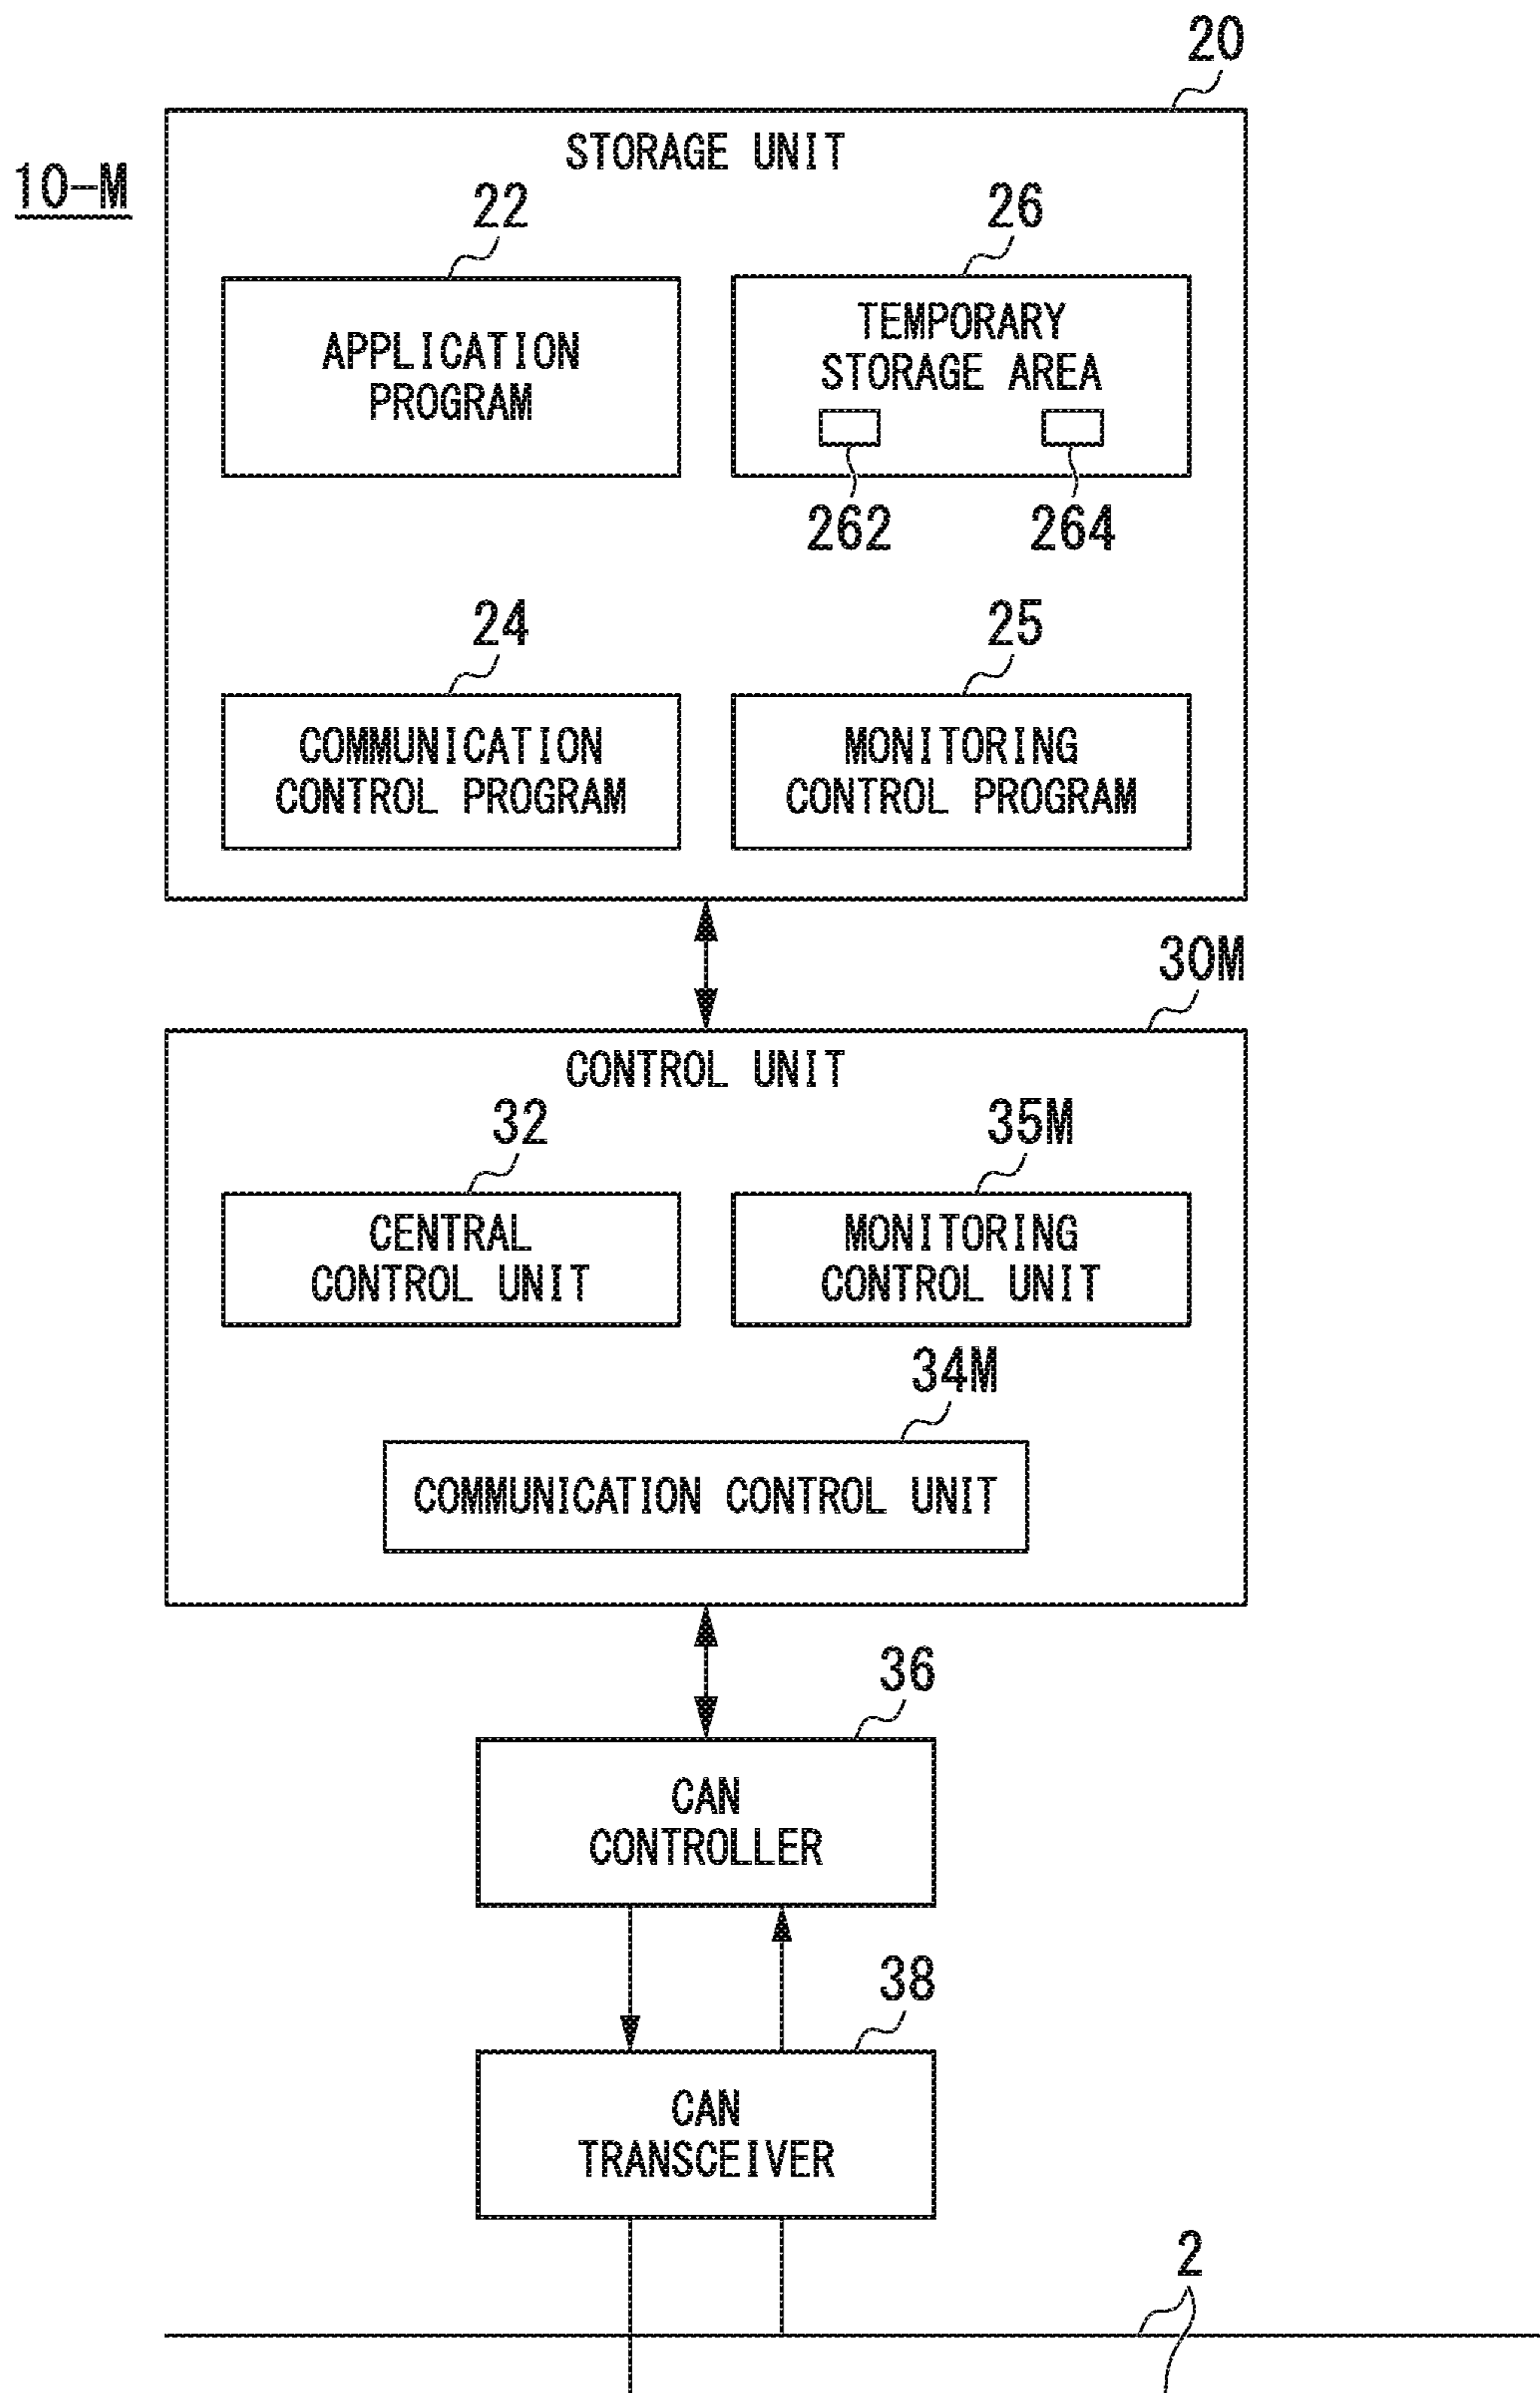 20
10-M
STORAGE UNIT
22
26
APPLICATION
PROGRAM
TEMPORARY
STORAGE AREA
262
264
24
25
COMMUNICATION
CONTROL PROGRAM
MONITORING
CONTROL PROGRAM
30M
CONTROL UNIT
32
35M
CENTRAL
CONTROL UNIT
MONITORING
CONTROL UNIT
34M
COMMUNICATION CONTROL UNIT
36
CAN
CONTROLLER
38
CAN
TRANSCEIVER
2